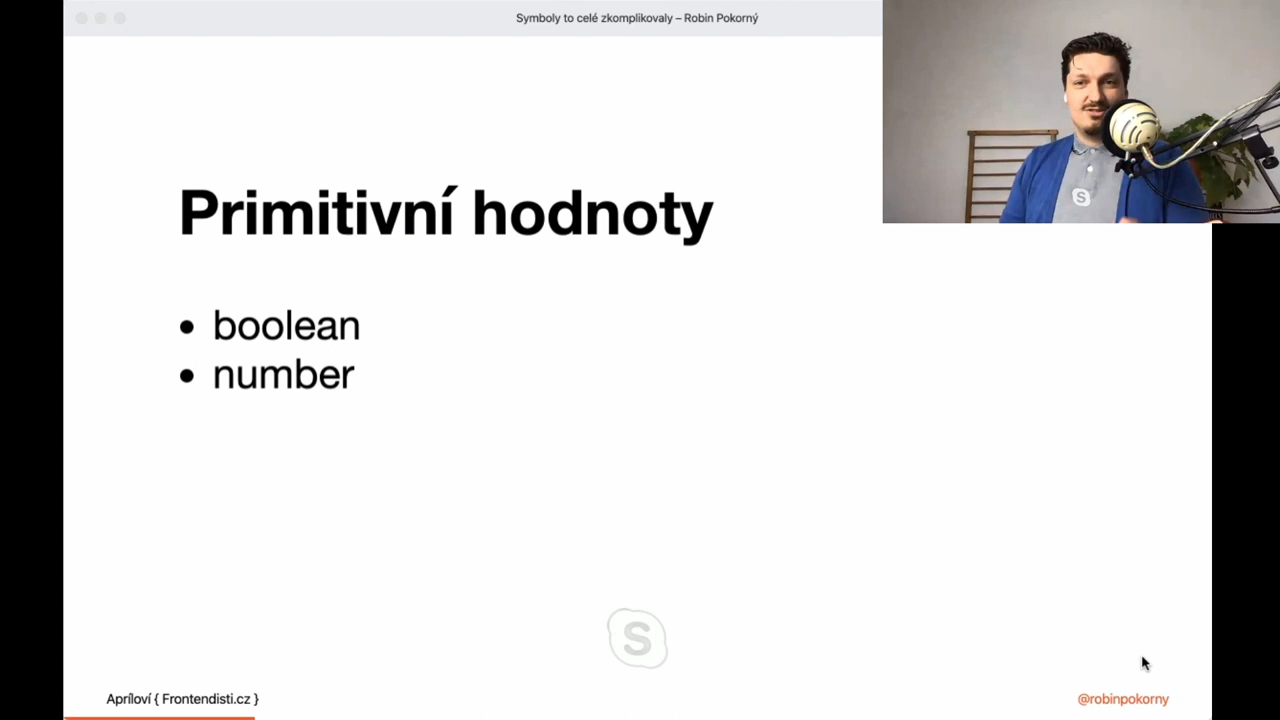 Symboly to celé zkomplikovaly – Robin Pokorný
Primitivní hodnoty
• boolean
• number
S
S
Apríloví { Frontendisti.cz }
@robinpokorny